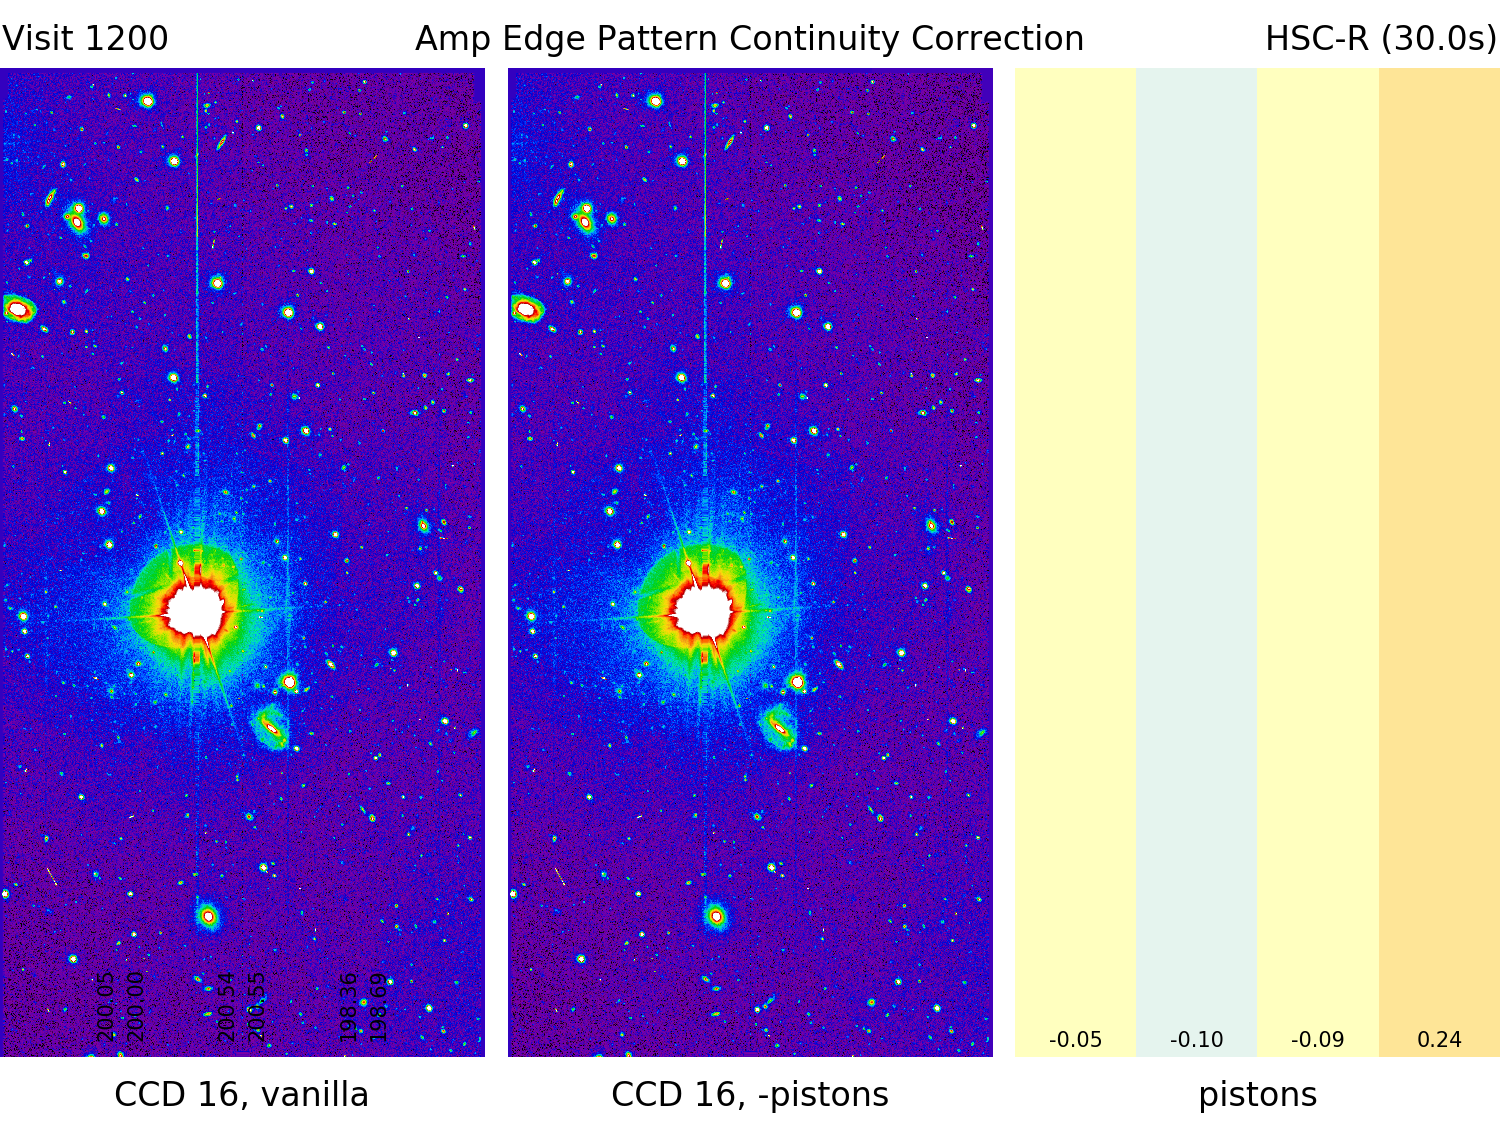 Visit 1200 Amp Edge Pattern Continuity Correction HSC-R (30.0s)
200.05 200.00 200.54 200.55 198.36 198.69
-0.05 -0.10 -0.09 0.24
CCD 16, vanilla CCD 16, -pistons pistons